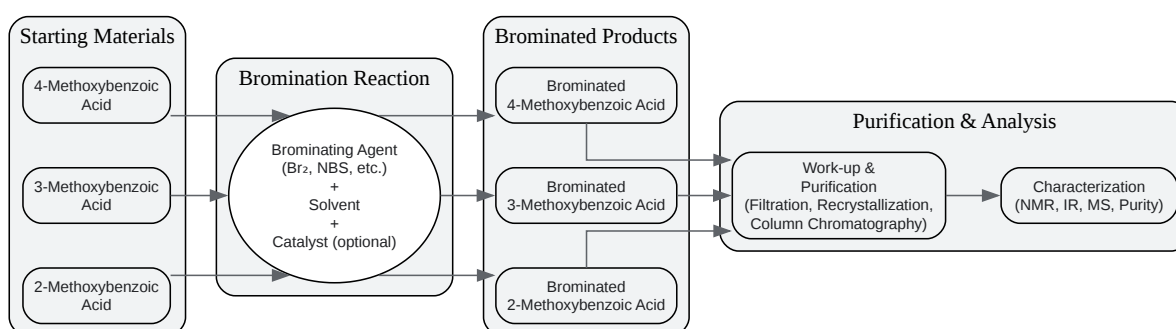 Starting Materials
4-Methoxybenzoic
Acid
3-Methoxybenzoic
Acid
2-Methoxybenzoic
Acid
Bromination Reaction
Brominating Agent
(Br₂, NBS, etc.)
+
Solvent
+
Catalyst (optional)
Brominated Products
Brominated
4-Methoxybenzoic Acid
Brominated
3-Methoxybenzoic Acid
Brominated
2-Methoxybenzoic Acid
Purification & Analysis
Work-up &
Purification
(Filtration, Recrystallization,
Column Chromatography)
Characterization
(NMR, IR, MS, Purity)